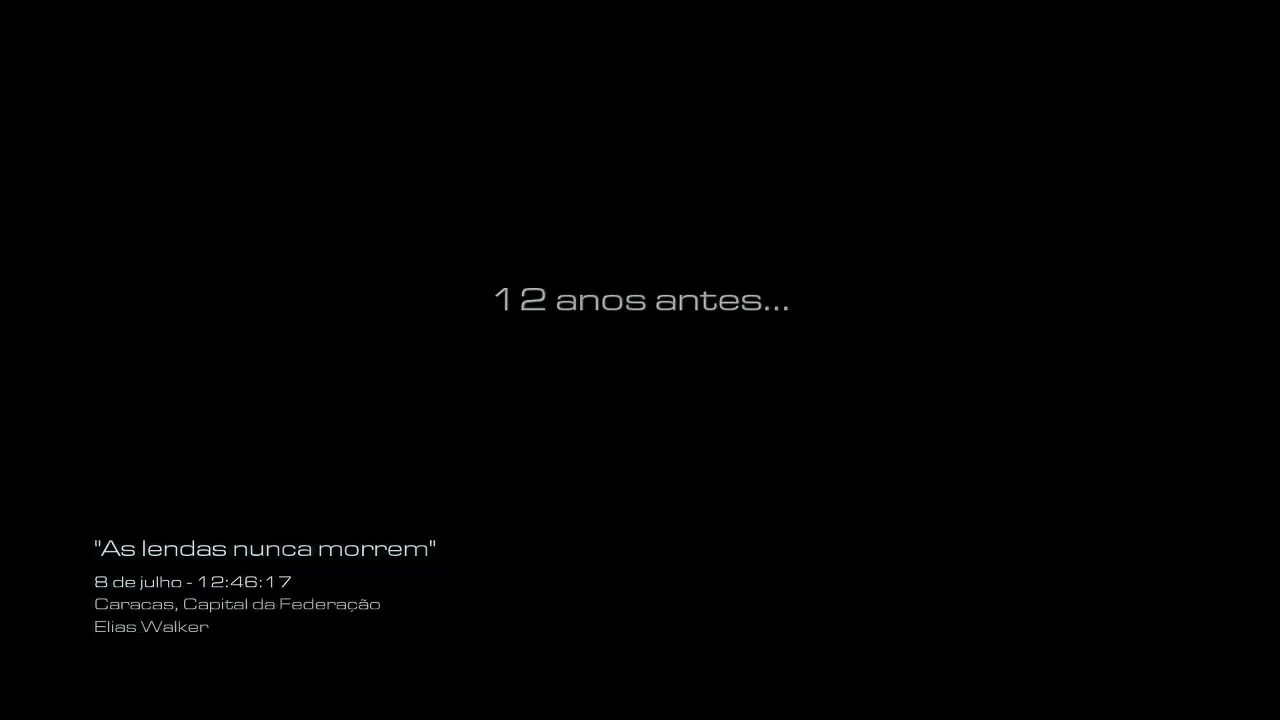 12 anos antes...
"As lendas nunca morrem"
8 de julho - 12:46:17
Caracas, Capital da Federação
Elias Walker